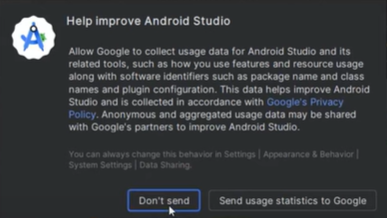 Help improve Android Studio
Allow Google to collect usage data for Android Studio and its
related tools, such as how you use features and resource usage
along with software identifiers such as package name and class
names and plugin configuration. This data helps improve Android
Studio and is collected in accordance with Google's Privacy
Policy. Anonymous and aggregated usage data may be shared
with Google's partners to improve Android Studio.
You can always change this behavior in Settings | Appearance & Behavior |
System Settings | Data Sharing.
Don't send
Send usage statistics to Google